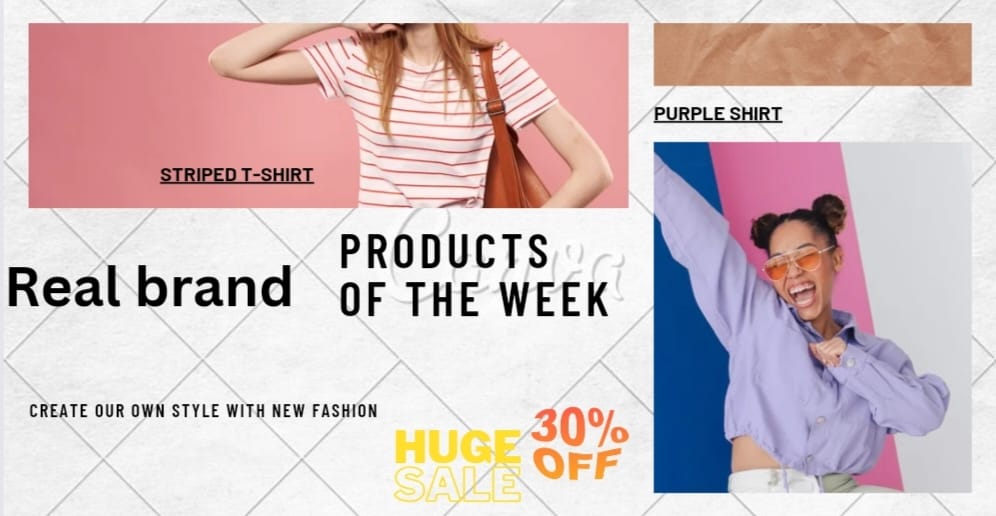 STRIPED T-SHIRT
PURPLE SHIRT
Real brand
PRODUCTS
OF THE WEEK
Canva
CREATE OUR OWN STYLE WITH NEW FASHION
HUGE
SALE
30%
OFF